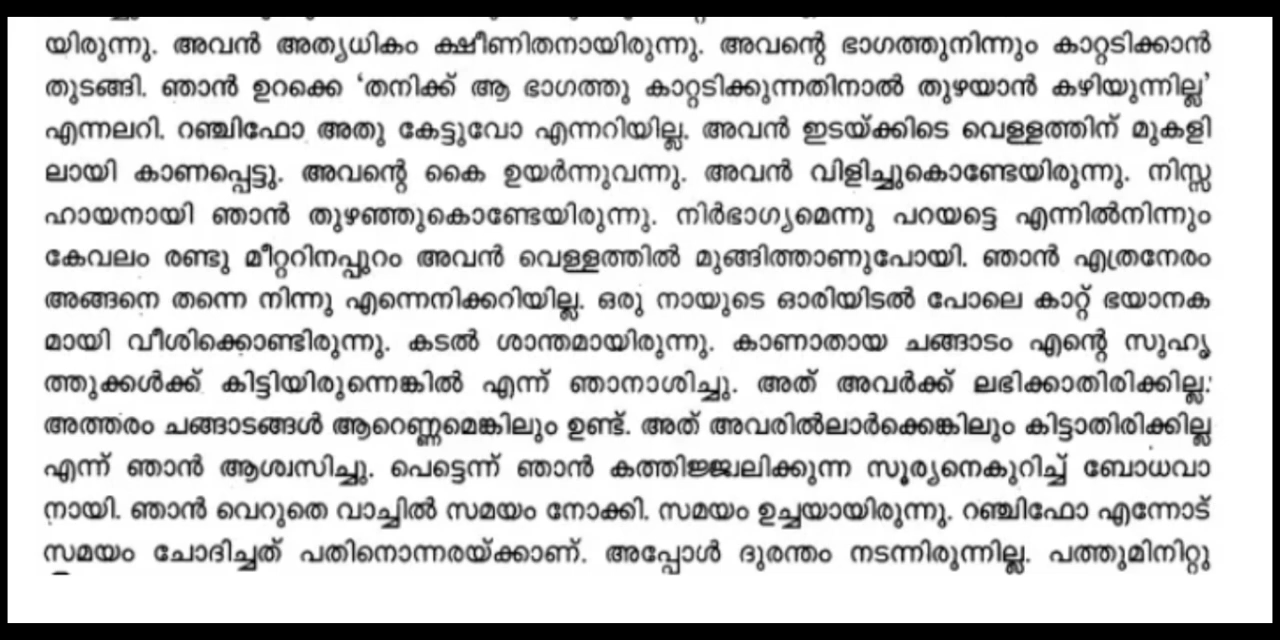 യിരുന്നു. അവൻ അത്യധികം ക്ഷീണിതനായിരുന്നു. അവന്റെ ഭാഗത്തുനിന്നും കാറ്റടിക്കാൻ
തുടങ്ങി. ഞാൻ ഉറക്കെ ‘തനിക്ക് ആ ഭാഗത്തു കാറ്റടിക്കുന്നതിനാൽ തുഴയാൻ കഴിയുന്നില്ല’
എന്നലറി. റഞ്ചിഫോ അതു കേട്ടുവോ എന്നറിയില്ല. അവൻ ഇടയ്ക്കിടെ വെള്ളത്തിന് മുകളി
ലായി കാണപ്പെട്ടു. അവന്റെ കൈ ഉയർന്നുവന്നു. അവൻ വിളിച്ചുകൊണ്ടേയിരുന്നു. നിസ്സ
ഹായനായി ഞാൻ തുഴഞ്ഞുകൊണ്ടേയിരുന്നു. നിർഭാഗ്യമെന്നു പറയട്ടെ എന്നിൽനിന്നും
കേവലം രണ്ടു മീറ്ററിനപ്പുറം അവൻ വെള്ളത്തിൽ മുങ്ങിത്താണുപോയി. ഞാൻ എത്രനേരം
അങ്ങനെ തന്നെ നിന്നു എന്നെനിക്കറിയില്ല. ഒരു നായുടെ ഓരിയിടൽ പോലെ കാറ്റ് ഭയാനക
മായി വീശിക്കൊണ്ടിരുന്നു. കടൽ ശാന്തമായിരുന്നു. കാണാതായ ചങ്ങാടം എന്റെ സുഹൃ
ത്തുക്കൾക്ക് കിട്ടിയിരുന്നെങ്കിൽ എന്ന് ഞാനാശിച്ചു. അത് അവർക്ക് ലഭിക്കാതിരിക്കില്ല.
അത്തരം ചങ്ങാടങ്ങൾ ആറെണ്ണമെങ്കിലും ഉണ്ട്. അത് അവരിൽലാർക്കെങ്കിലും കിട്ടാതിരിക്കില്ല
എന്ന് ഞാൻ ആശ്വസിച്ചു. പെട്ടെന്ന് ഞാൻ കത്തിജ്ജ്വലിക്കുന്ന സൂര്യനെകുറിച്ച് ബോധവാ
നായി. ഞാൻ വെറുതെ വാച്ചിൽ സമയം നോക്കി. സമയം ഉച്ചയായിരുന്നു. റഞ്ചിഫോ എന്നോട്
സമയം ചോദിച്ചത് പതിനൊന്നരയ്ക്കാണ്. അപ്പോൾ ദുരന്തം നടന്നിരുന്നില്ല. പത്തുമിനിറ്റു